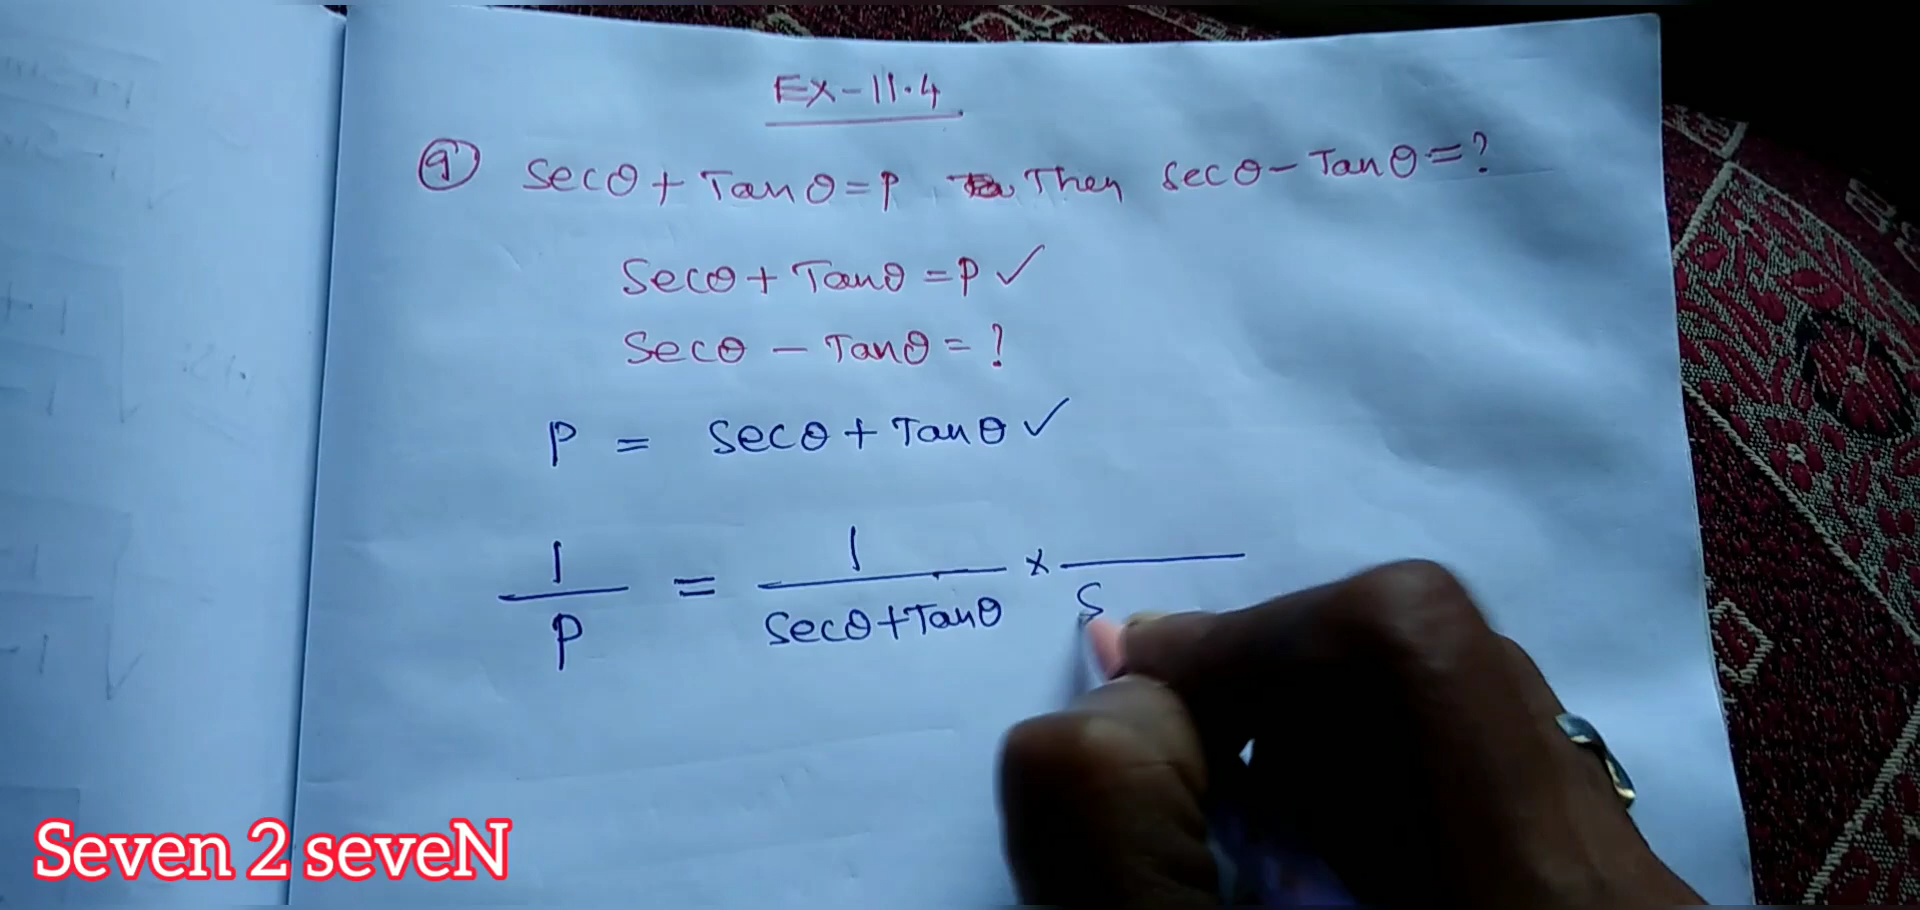 EX-11.4
9) Secθ + Tanθ = P, Then Secθ - Tanθ = ?
Secθ + Tanθ = P ✓
Secθ - Tanθ = ?
P = Secθ + Tanθ ✓
1/P = 1/Secθ+Tanθ × /S
Seven 2 seveN